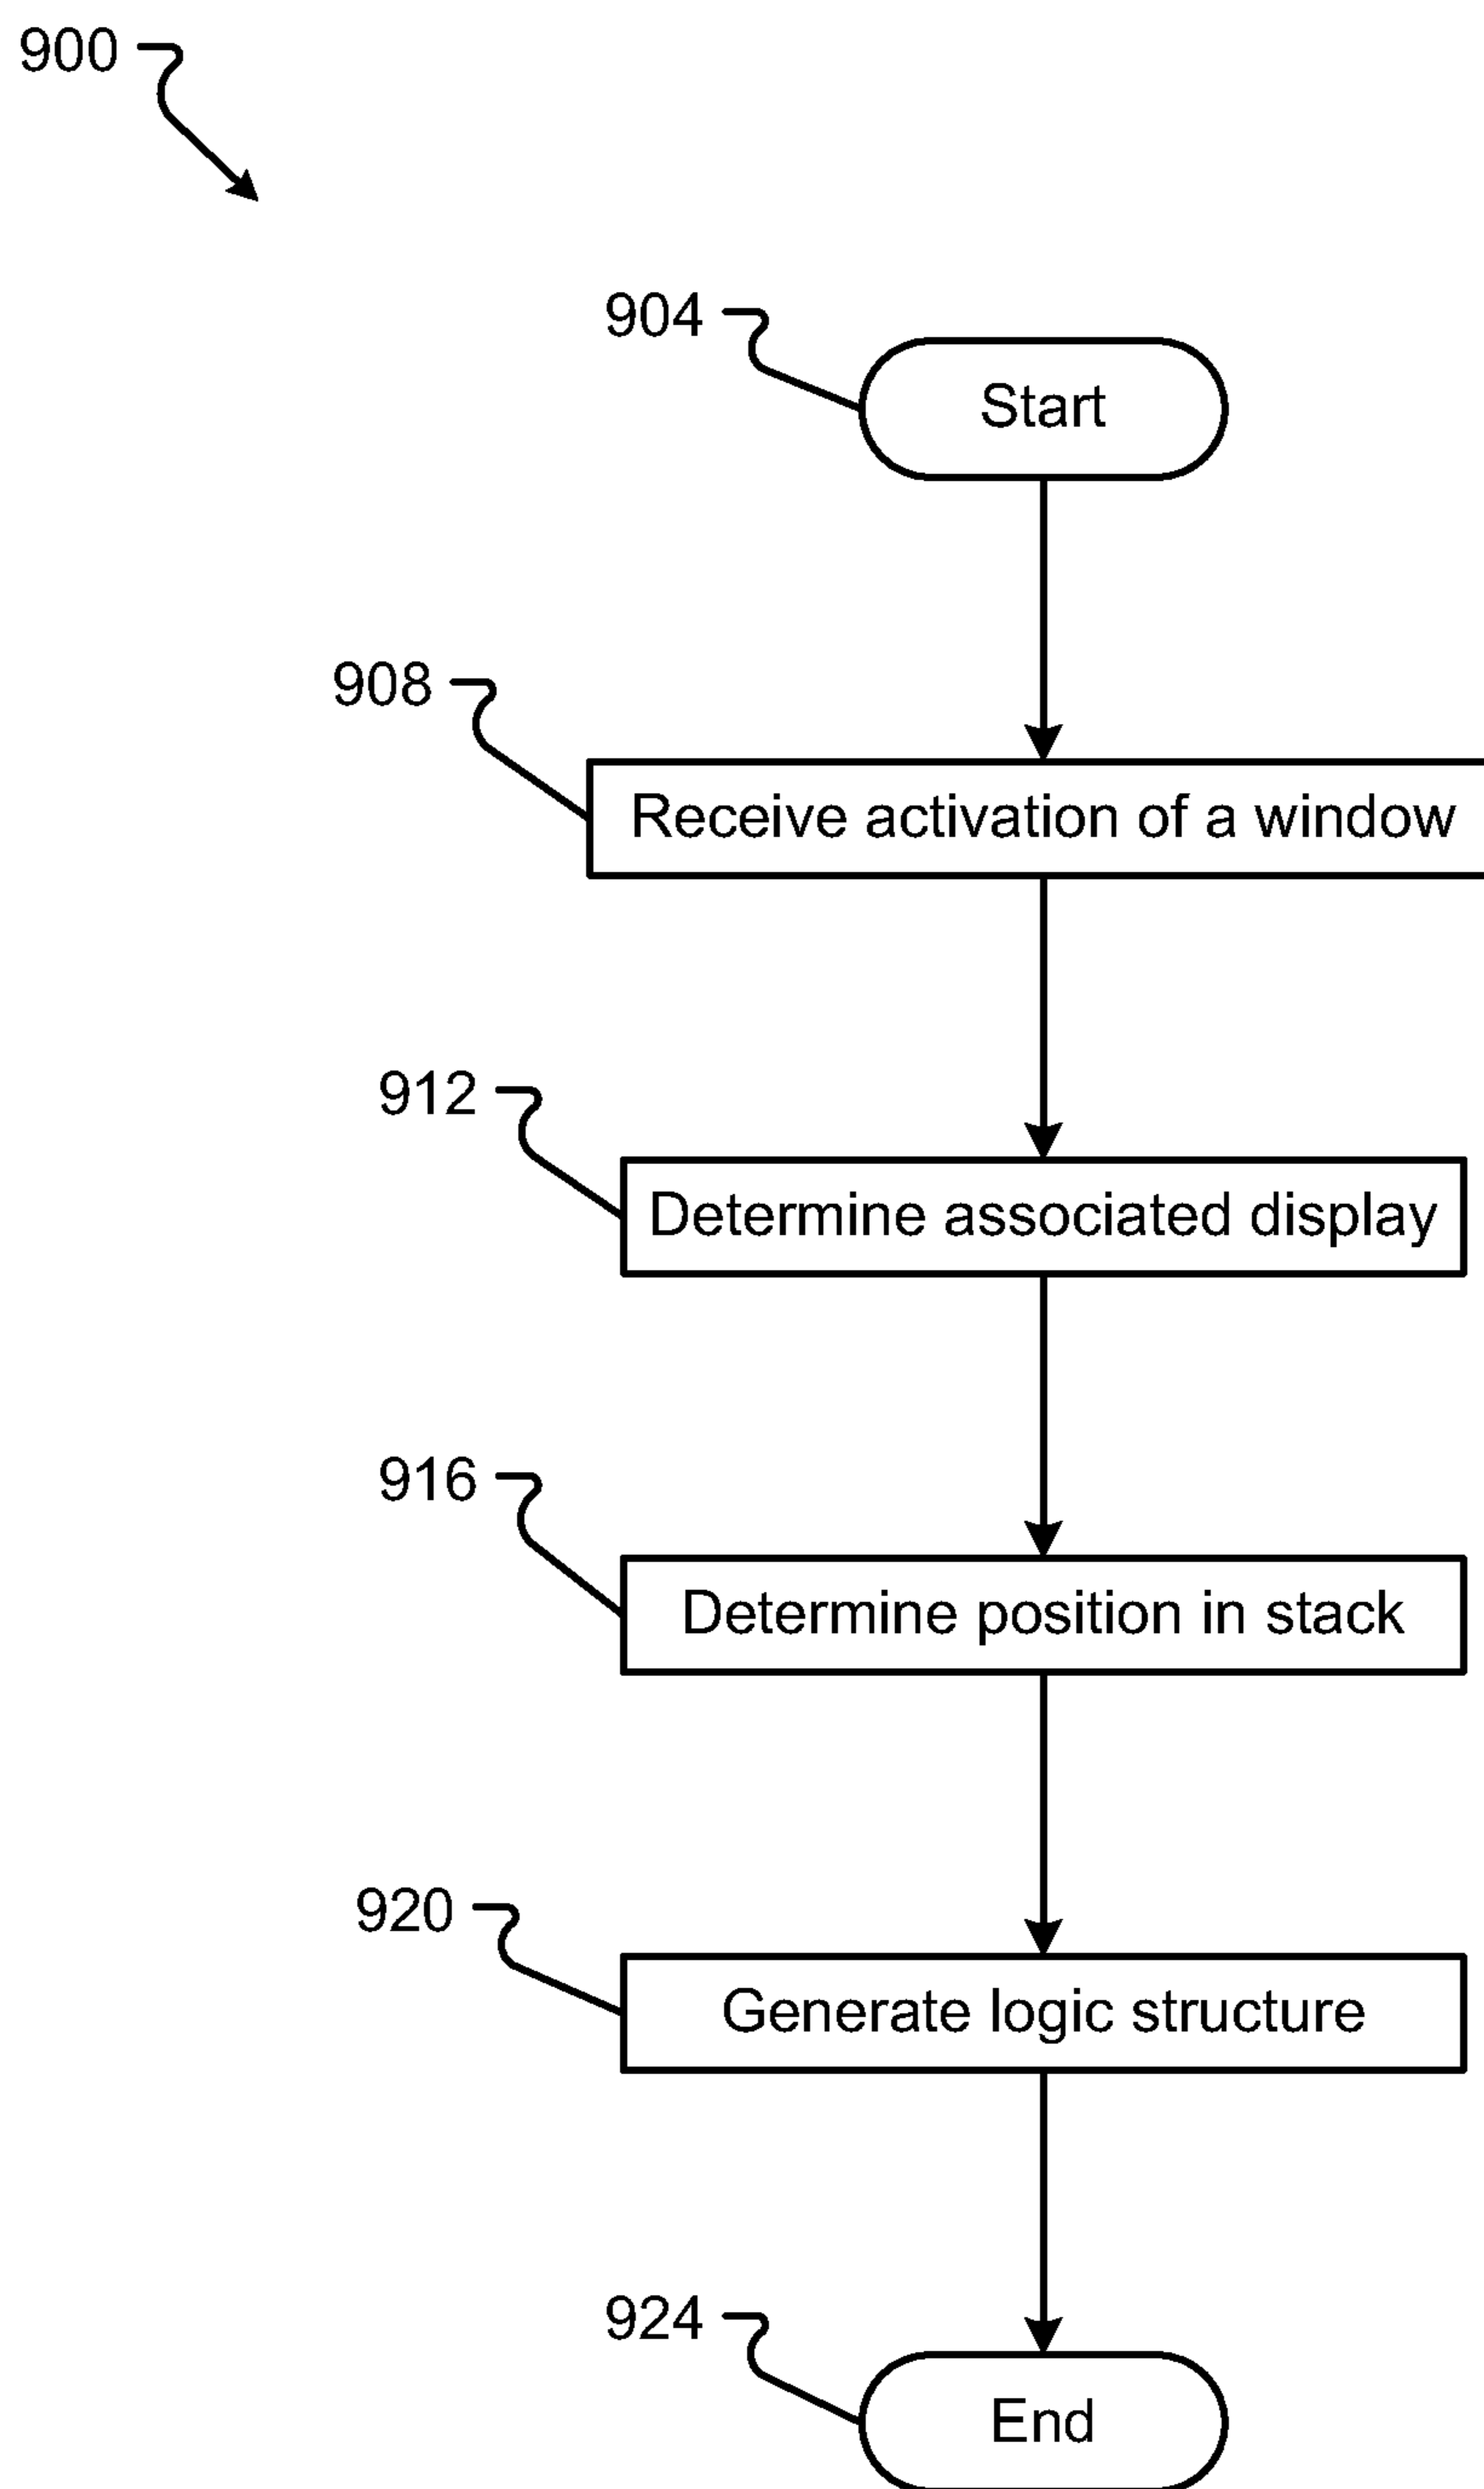 900
904
Start
908
Receive activation of a window
912
Determine associated display
916
Determine position in stack
920
Generate logic structure
924
End